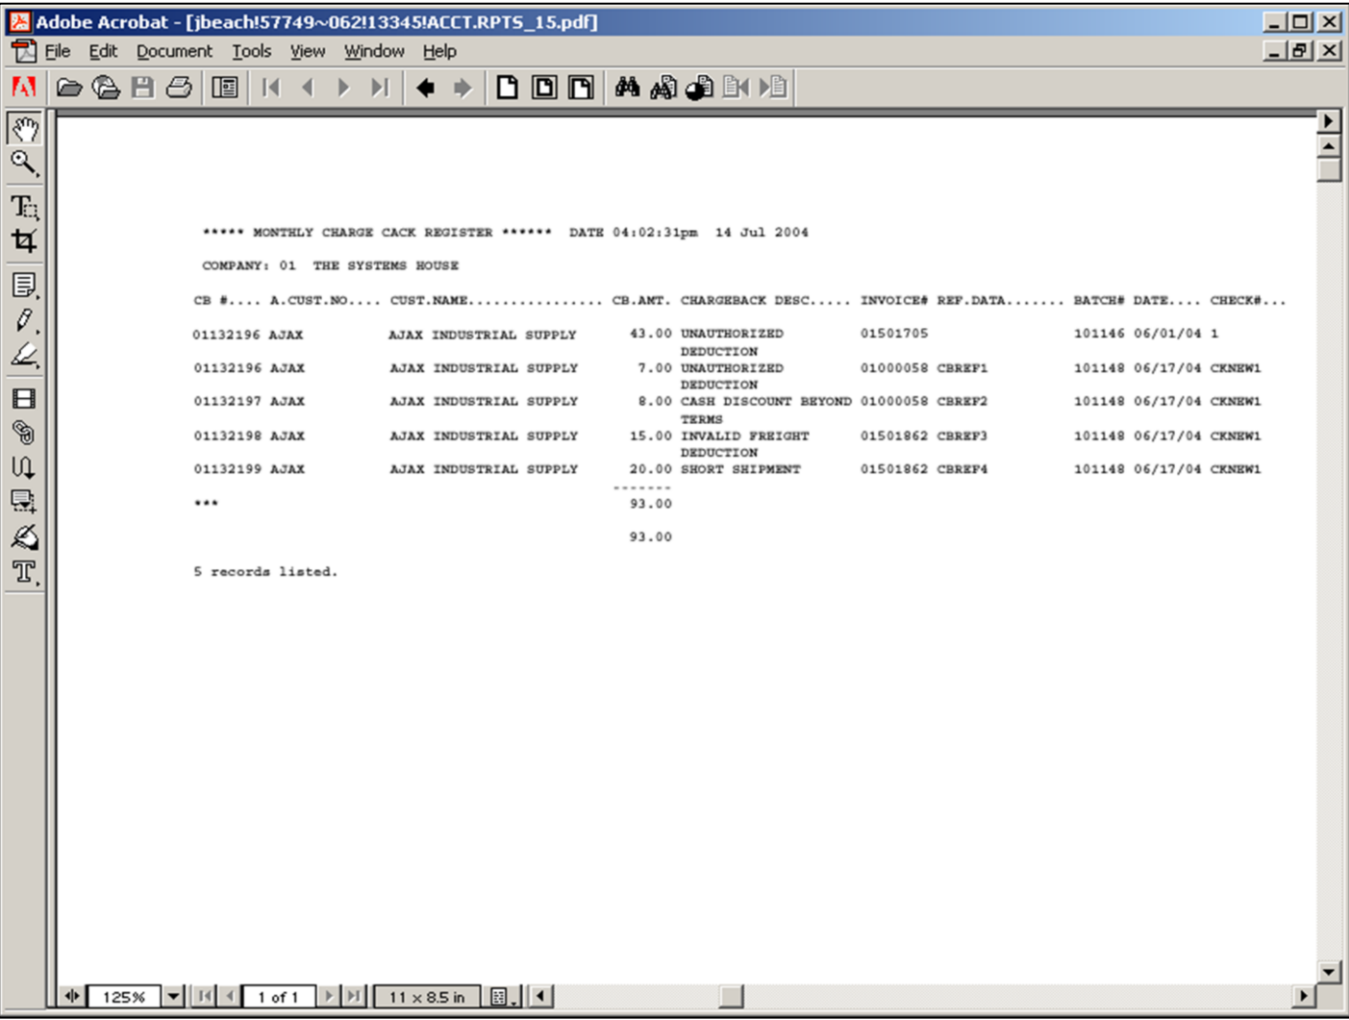 Adobe Acrobat - [jbeach!57749~062!13345!ACCT.RPTS_15.pdf]
File Edit Document Tools View Window Help
***** MONTHLY CHARGE CACK REGISTER ****** DATE 04:02:31pm 14 Jul 2004
COMPANY: 01 THE SYSTEMS HOUSE
CB #.... A.CUST.NO.... CUST.NAME................ CB.AMT. CHARGEBACK DESC..... INVOICE# REF.DATA....... BATCH# DATE.... CHECK#...
01132196 AJAX AJAX INDUSTRIAL SUPPLY 43.00 UNAUTHORIZED 01501705 101146 06/01/04 1
DEDUCTION
01132196 AJAX AJAX INDUSTRIAL SUPPLY 7.00 UNAUTHORIZED 01000058 CBREF1 101148 06/17/04 CKNEW1
DEDUCTION
01132197 AJAX AJAX INDUSTRIAL SUPPLY 8.00 CASH DISCOUNT BEYOND 01000058 CBREF2 101148 06/17/04 CKNEW1
TERMS
01132198 AJAX AJAX INDUSTRIAL SUPPLY 15.00 INVALID FREIGHT 01501862 CBREF3 101148 06/17/04 CKNEW1
DEDUCTION
01132199 AJAX AJAX INDUSTRIAL SUPPLY 20.00 SHORT SHIPMENT 01501862 CBREF4 101148 06/17/04 CKNEW1
-------
*** 93.00
93.00
5 records listed.
125% 1 of 1 11 x 8.5 in